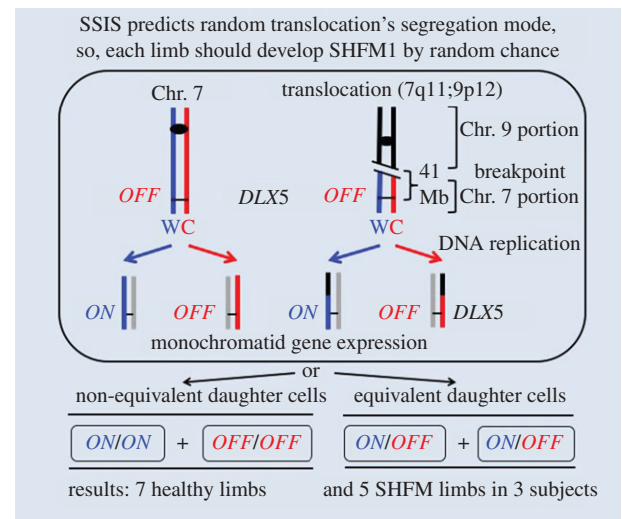 SSIS predicts random translocation's segregation mode,
so, each limb should develop SHFM1 by random chance
Chr. 7
translocation (7q11;9p12)
Chr. 9 portion
41
breakpoint
OFF
DLX5
OFF
Mb
Chr. 7 portion
WC
WC
DNA replication
ON
OFF
ON
OFF
DLX5
monochromatid gene expression
or
non-equivalent daughter cells
equivalent daughter cells
ON/ON + OFF/OFF
ON/OFF + ON/OFF
results: 7 healthy limbs
and 5 SHFM limbs in 3 subjects